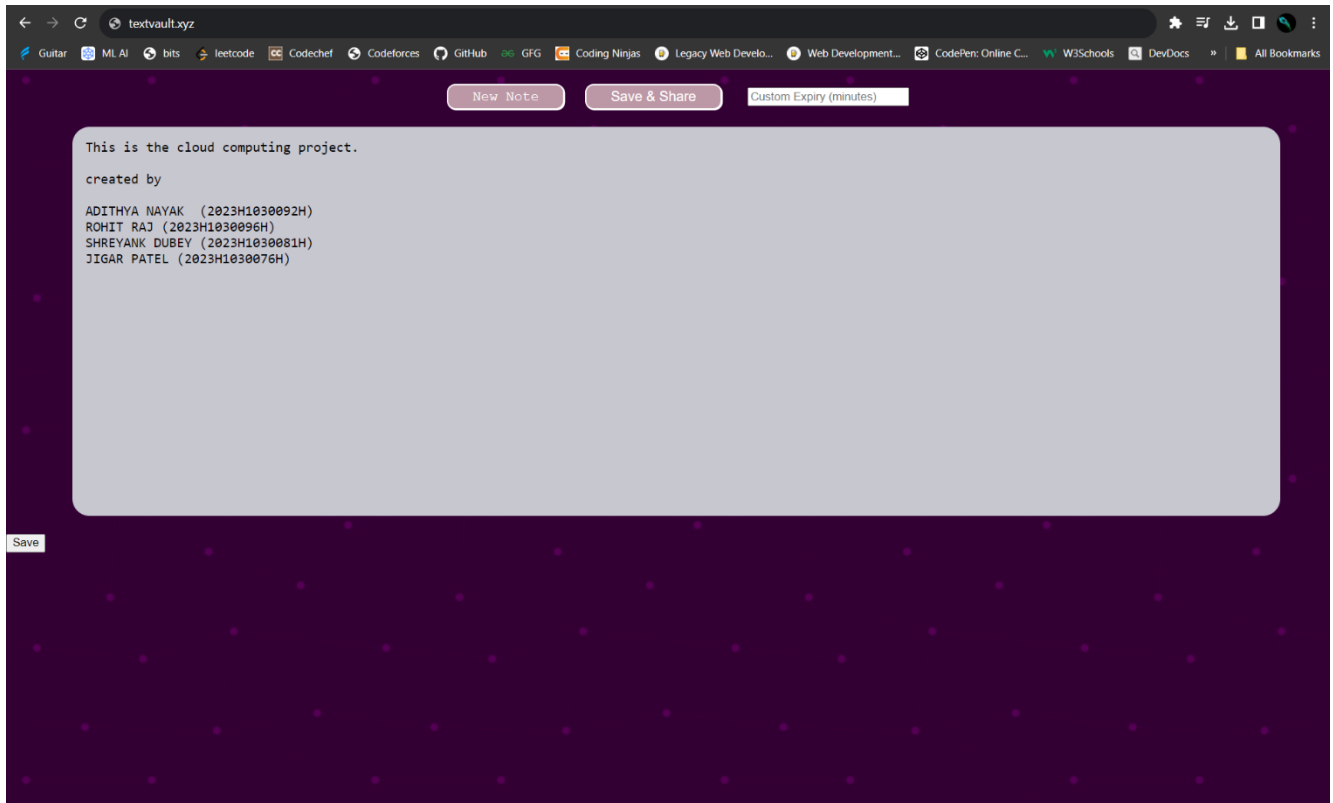 textvault.xyz
Guitar ML AI bits leetcode Codechef Codeforces GitHub GFG Coding Ninjas Legacy Web Develo... Web Development... CodePen: Online C... W3Schools DevDocs » All Bookmarks
New Note Save & Share Custom Expiry (minutes)
This is the cloud computing project.
created by
ADITHYA NAYAK (2023H1030092H)
ROHIT RAJ (2023H1030096H)
SHREYANK DUBEY (2023H1030081H)
JIGAR PATEL (2023H1030076H)
Save